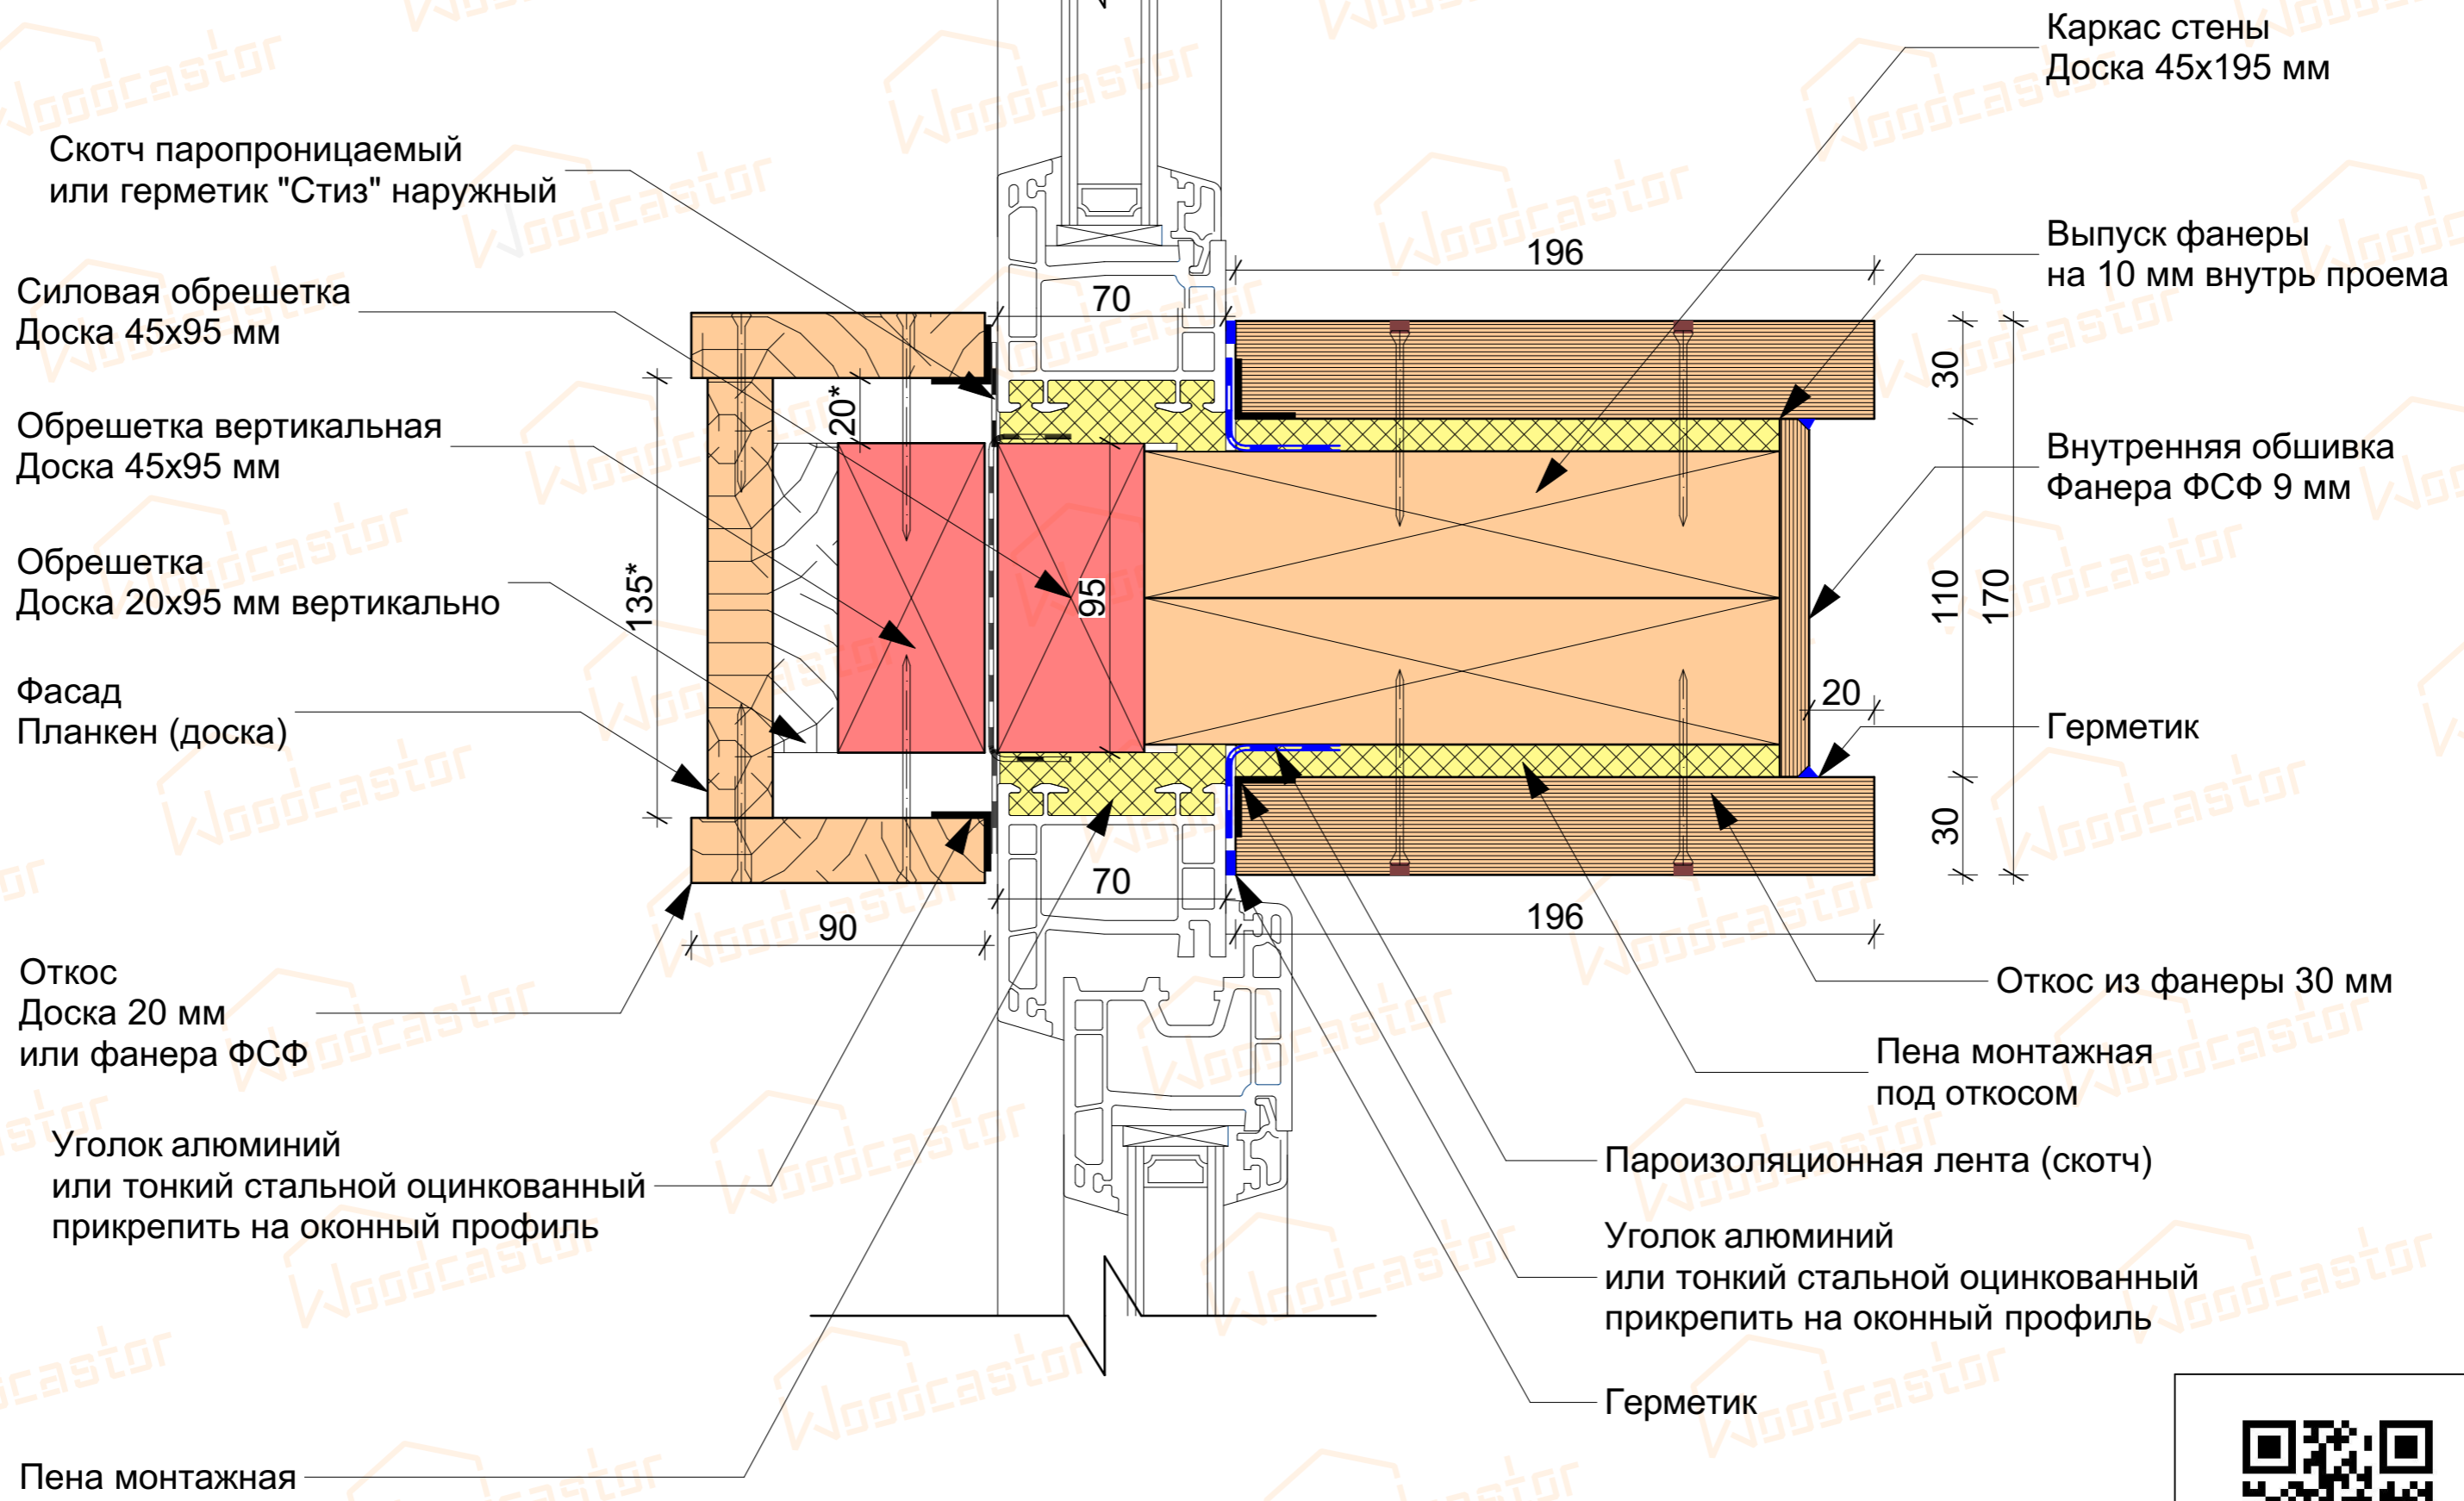 Каркас стены
Доска 45х195 мм
Скотч паропроницаемый
или герметик "Стиз" наружный
Выпуск фанеры
на 10 мм внутрь проема
196
Силовая обрешетка
Доска 45х95 мм
70
30
20*
Обрешетка вертикальная
Доска 45х95 мм
Внутренняя обшивка
Фанера ФСФ 9 мм
Обрешетка
Доска 20х95 мм вертикально
135*
95
110
170
Фасад
Планкен (доска)
20
Герметик
30
70
90
196
Откос
Доска 20 мм
или фанера ФСФ
Откос из фанеры 30 мм
Пена монтажная
под откосом
Уголок алюминий
или тонкий стальной оцинкованный
прикрепить на оконный профиль
Пароизоляционная лента (скотч)
Уголок алюминий
или тонкий стальной оцинкованный
прикрепить на оконный профиль
Герметик
Пена монтажная
Woodcastor